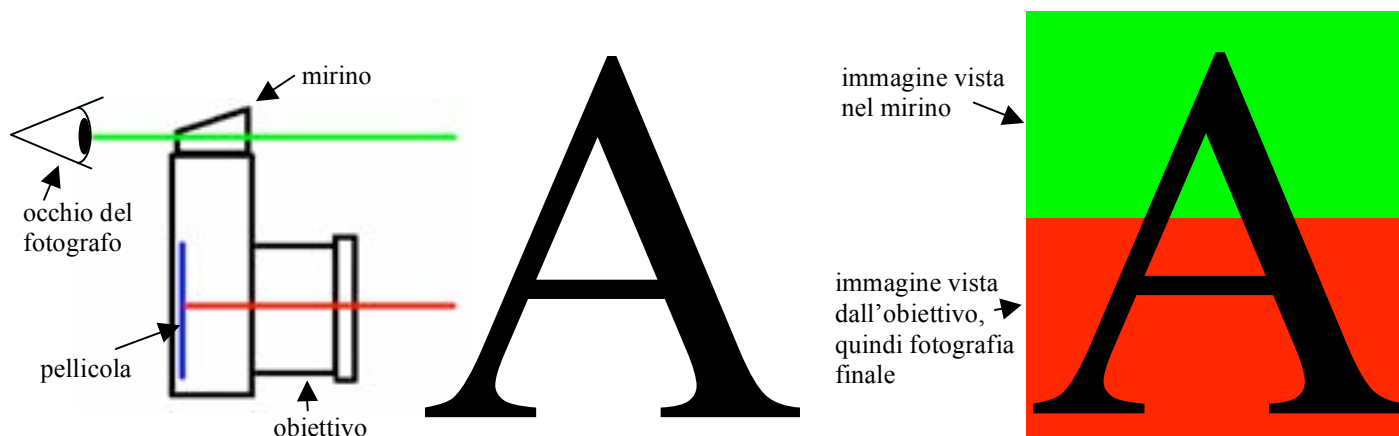 mirino
occhio del
fotografo
pellicola
obiettivo
A
immagine vista
nel mirino
immagine vista
dall’obiettivo,
quindi fotografia
finale
A